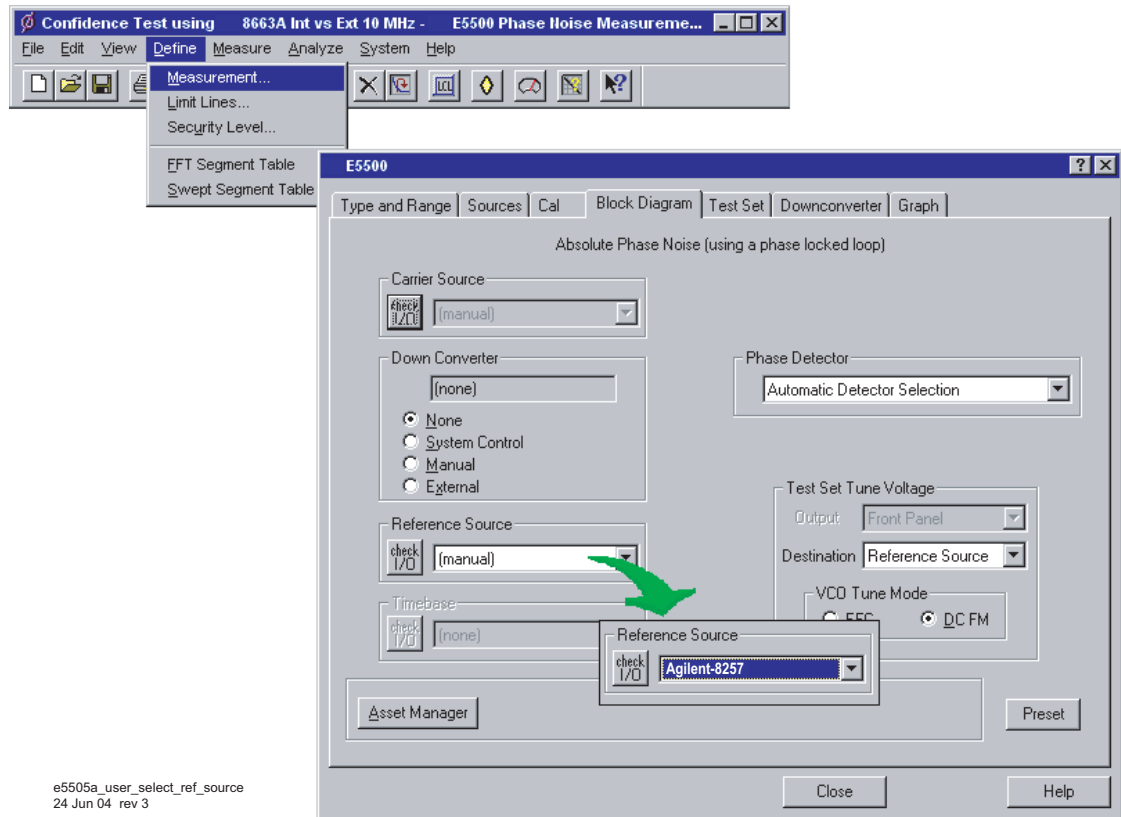 Confidence Test using 8663A Int vs Ext 10 MHz - E5500 Phase Noise Measureme...
File Edit View Define Measure Analyze System Help
Measurement...
Limit Lines...
Security Level...
FFT Segment Table
Swept Segment Table
E5500
Type and Range Sources Cal Block Diagram Test Set Downconverter Graph
Absolute Phase Noise (using a phase locked loop)
Carrier Source
check I/O (manual)
Down Converter
(none)
None
System Control
Manual
External
Phase Detector
Automatic Detector Selection
Reference Source
check I/O (manual)
Timebase
check I/O (none)
Test Set Tune Voltage
Output Front Panel
Destination Reference Source
VCO Tune Mode
DC FM
Reference Source
check I/O Agilent-8257
Asset Manager
Preset
Close Help
e5505a_user_select_ref_source
24 Jun 04 rev 3